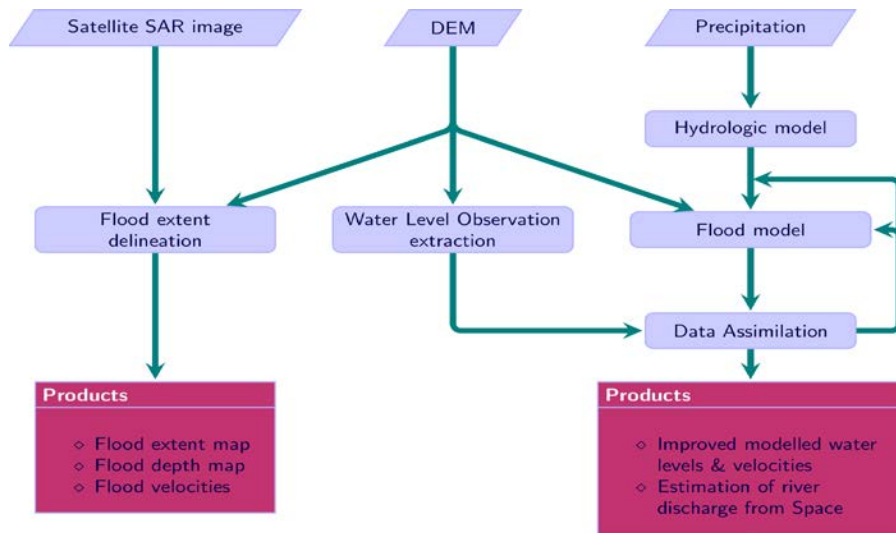 Satellite SAR image
DEM
Precipitation
Hydrologic model
Flood extent
delineation
Water Level Observation
extraction
Flood model
Data Assimilation
Products
◇ Flood extent map
◇ Flood depth map
◇ Flood velocities
Products
◇ Improved modelled water
levels & velocities
◇ Estimation of river
discharge from Space